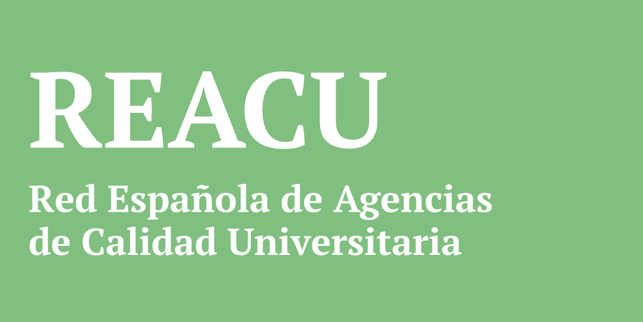 REACU
Red Española de Agencias
de Calidad Universitaria